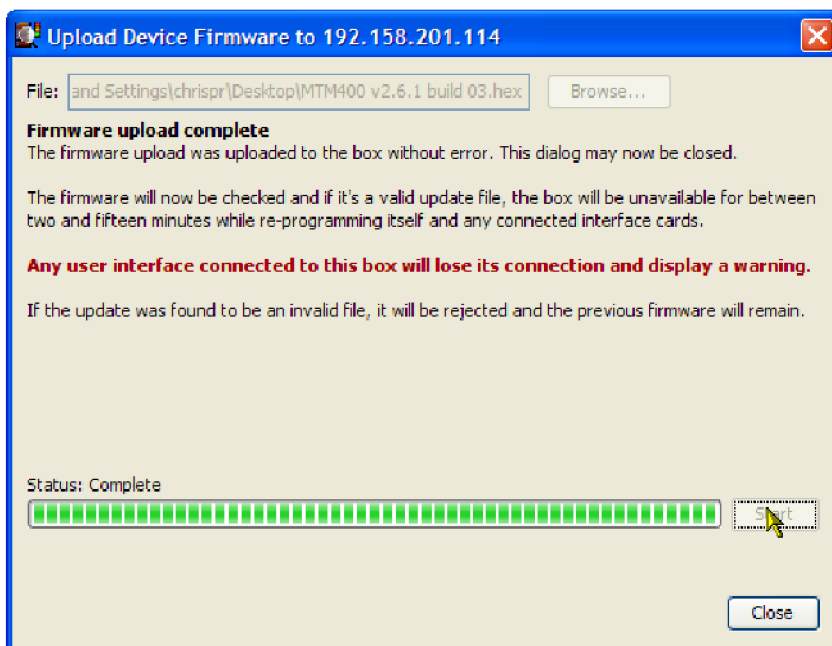 Upload Device Firmware to 192.158.201.114
File: and Settings\chrispr\Desktop\MTM400 v2.6.1 build 03.hex Browse...
Firmware upload complete
The firmware upload was uploaded to the box without error. This dialog may now be closed.
The firmware will now be checked and if it's a valid update file, the box will be unavailable for between
two and fifteen minutes while re-programming itself and any connected interface cards.
Any user interface connected to this box will lose its connection and display a warning.
If the update was found to be an invalid file, it will be rejected and the previous firmware will remain.
Status: Complete
Start
Close